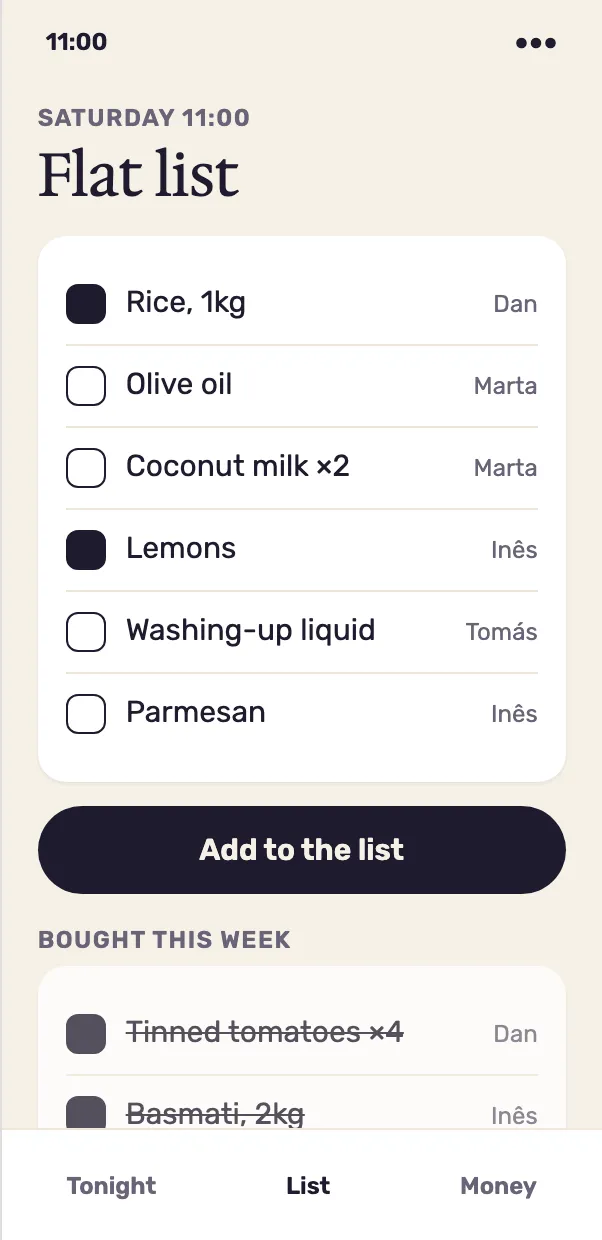 11:00
SATURDAY 11:00
Flat list
Rice, 1kg Dan
Olive oil Marta
Coconut milk ×2 Marta
Lemons Inês
Washing-up liquid Tomás
Parmesan Inês
Add to the list
BOUGHT THIS WEEK
Tinned tomatoes ×4 Dan
Basmati, 2kg Inês
Tonight List Money